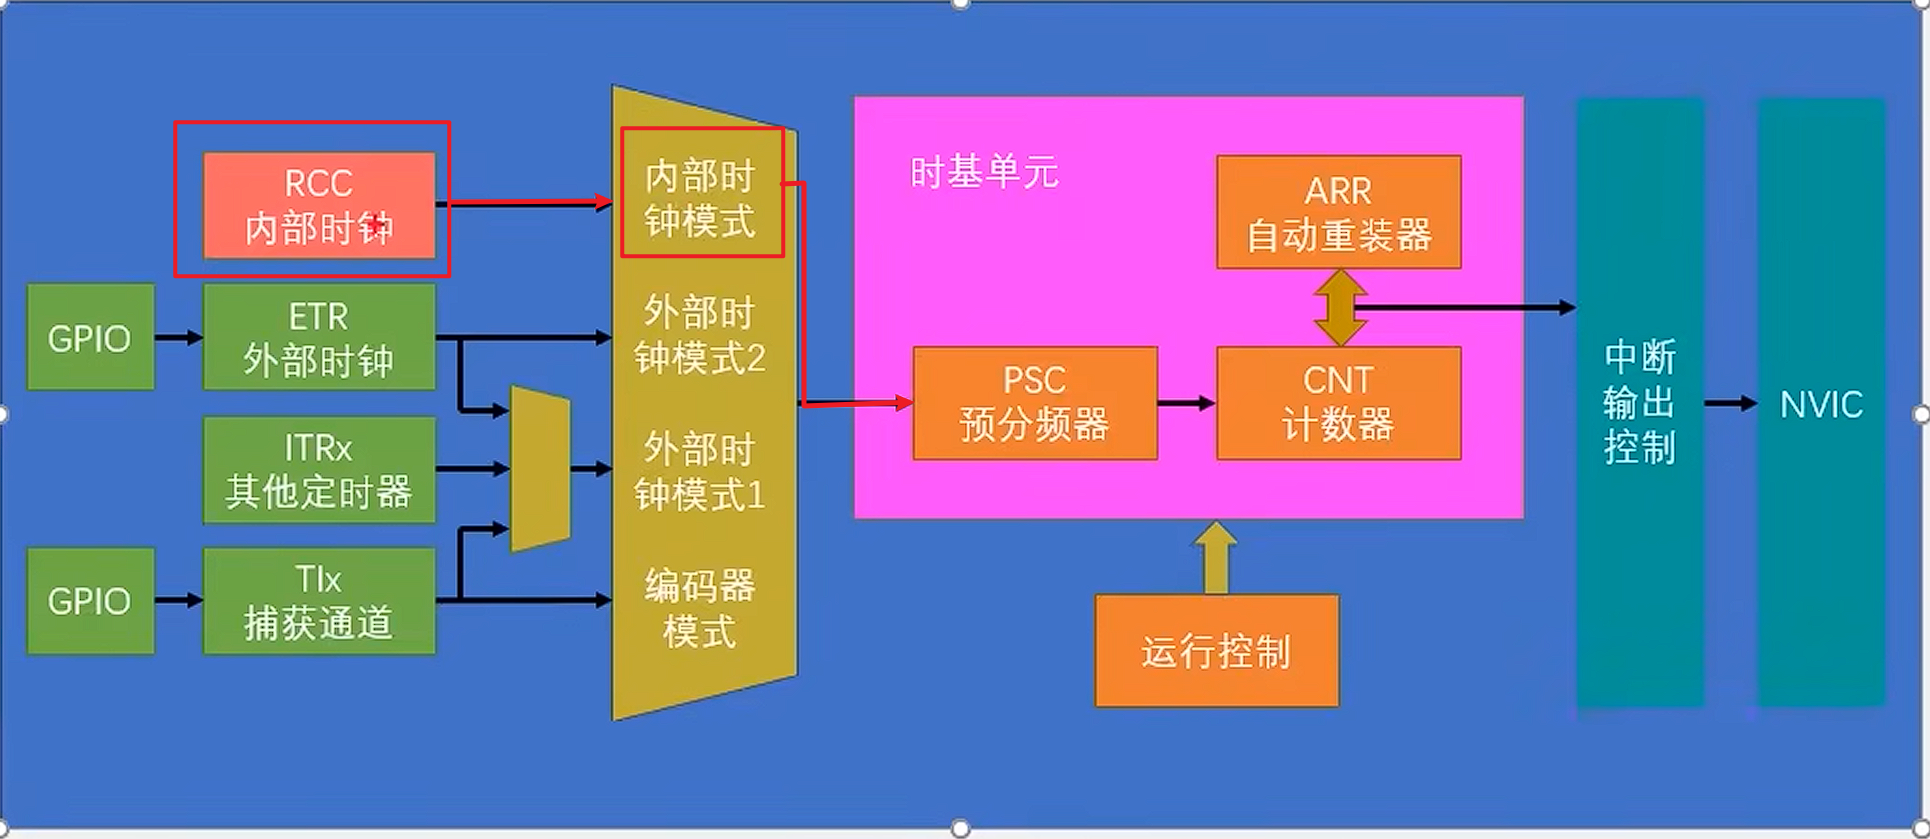 RCC
内部时钟
GPIO
ETR
外部时钟
ITRx
其他定时器
GPIO
TIx
捕获通道
内部时
钟模式
外部时
钟模式2
外部时
钟模式1
编码器
模式
时基单元
ARR
自动重装器
PSC
预分频器
CNT
计数器
运行控制
中断
输出
控制
NVIC